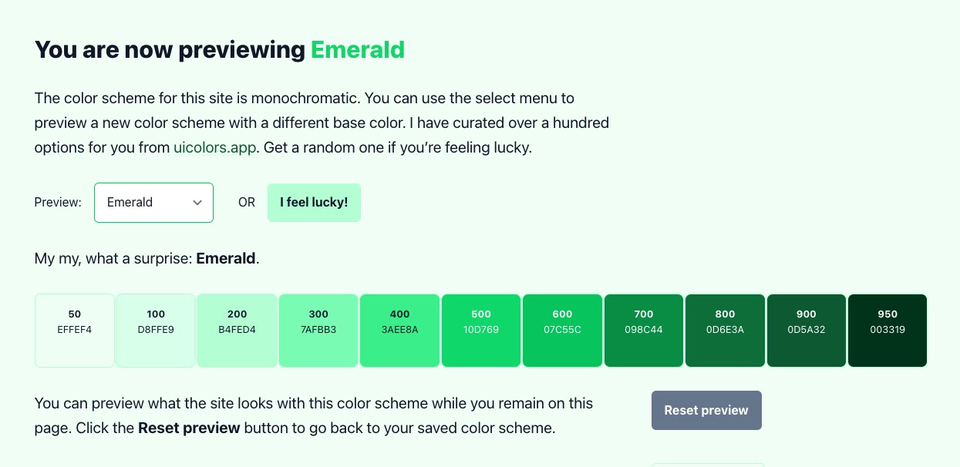 You are now previewing Emerald
The color scheme for this site is monochromatic. You can use the select menu to
preview a new color scheme with a different base color. I have curated over a hundred
options for you from uicolors.app. Get a random one if you’re feeling lucky.
Preview: Emerald OR I feel lucky!
My my, what a surprise: Emerald.
50 100 200 300 400 500 600 700 800 900 950
EFFEF4 D8FFE9 B4FED4 7AFBB3 3AEE8A 10D769 07C55C 098C44 0D6E3A 0D5A32 003319
You can preview what the site looks with this color scheme while you remain on this
page. Click the Reset preview button to go back to your saved color scheme.
Reset preview